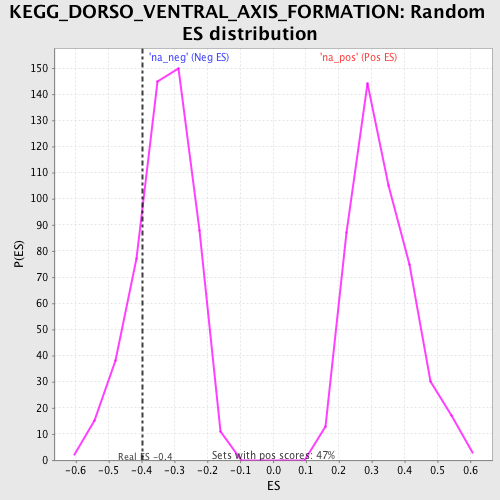 KEGG_DORSO_VENTRAL_AXIS_FORMATION: Random
ES distribution
'na_neg' (Neg ES)
'na_pos' (Pos ES)
150
140
130
120
110
100
90
80
70
60
50
40
30
20
10
0
P(ES)
Real ES -0.4
Sets with pos scores: 47%
-0.6 -0.5 -0.4 -0.3 -0.2 -0.1 0.0 0.1 0.2 0.3 0.4 0.5 0.6
ES